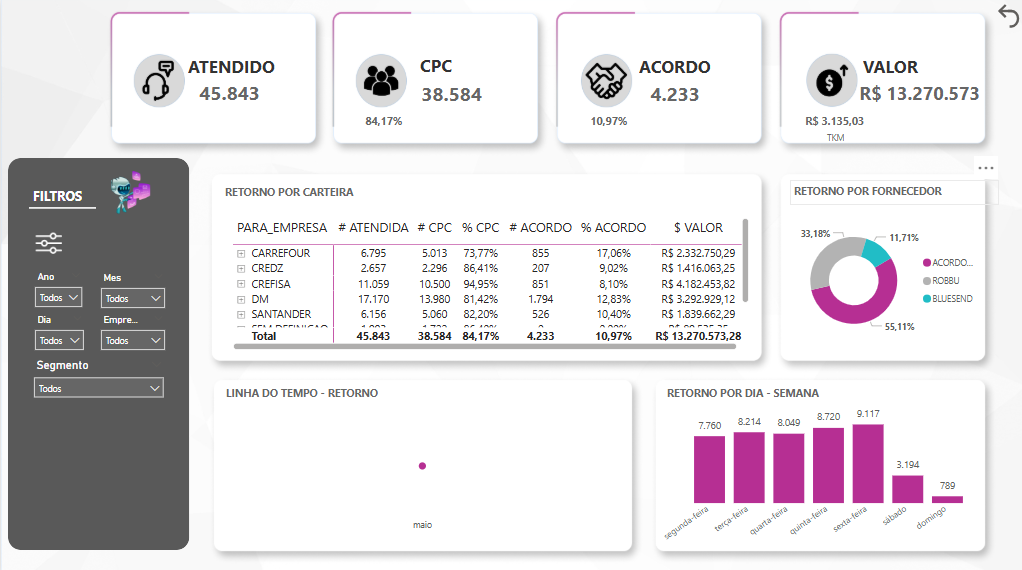 ATENDIDO
45.843
CPC
38.584
84,17%
ACORDO
4.233
10,97%
VALOR
R$ 13.270.573
R$ 3.135,03
TKM
FILTROS
Ano
Mes
Todos
Todos
Dia
Empre...
Todos
Todos
Segmento
Todos
RETORNO POR CARTEIRA
PARA_EMPRESA # ATENDIDA # CPC % CPC # ACORDO % ACORDO $ VALOR
CARREFOUR 6.795 5.013 73,77% 855 17,06% R$ 2.332.750,29
CREDZ 2.657 2.296 86,41% 207 9,02% R$ 1.416.063,25
CREFISA 11.059 10.500 94,95% 851 8,10% R$ 4.182.453,82
DM 17.170 13.980 81,42% 1.794 12,83% R$ 3.292.929,12
SANTANDER 6.156 5.060 82,20% 526 10,40% R$ 1.839.662,29
Total 45.843 38.584 84,17% 4.233 10,97% R$ 13.270.573,28
RETORNO POR FORNECEDOR
33,18%
11,71%
55,11%
ACORDO...
ROBBU
BLUESEND
LINHA DO TEMPO - RETORNO
maio
RETORNO POR DIA - SEMANA
7.760
8.214
8.049
8.720
9.117
3.194
789
segunda-feira
terça-feira
quarta-feira
quinta-feira
sexta-feira
sábado
domingo